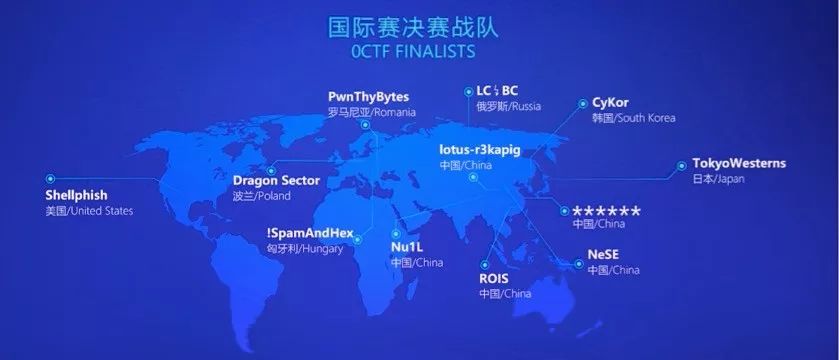 国际赛决赛战队
0CTF FINALISTS
PwnThyBytes
罗马尼亚/Romania
LC↯BC
俄罗斯/Russia
CyKor
韩国/South Korea
lotus-r3kapig
中国/China
TokyoWesterns
日本/Japan
Dragon Sector
波兰/Poland
Shellphish
美国/United States
******
中国/China
!SpamAndHex
匈牙利/Hungary
Nu1L
中国/China
NeSE
中国/China
ROIS
中国/China